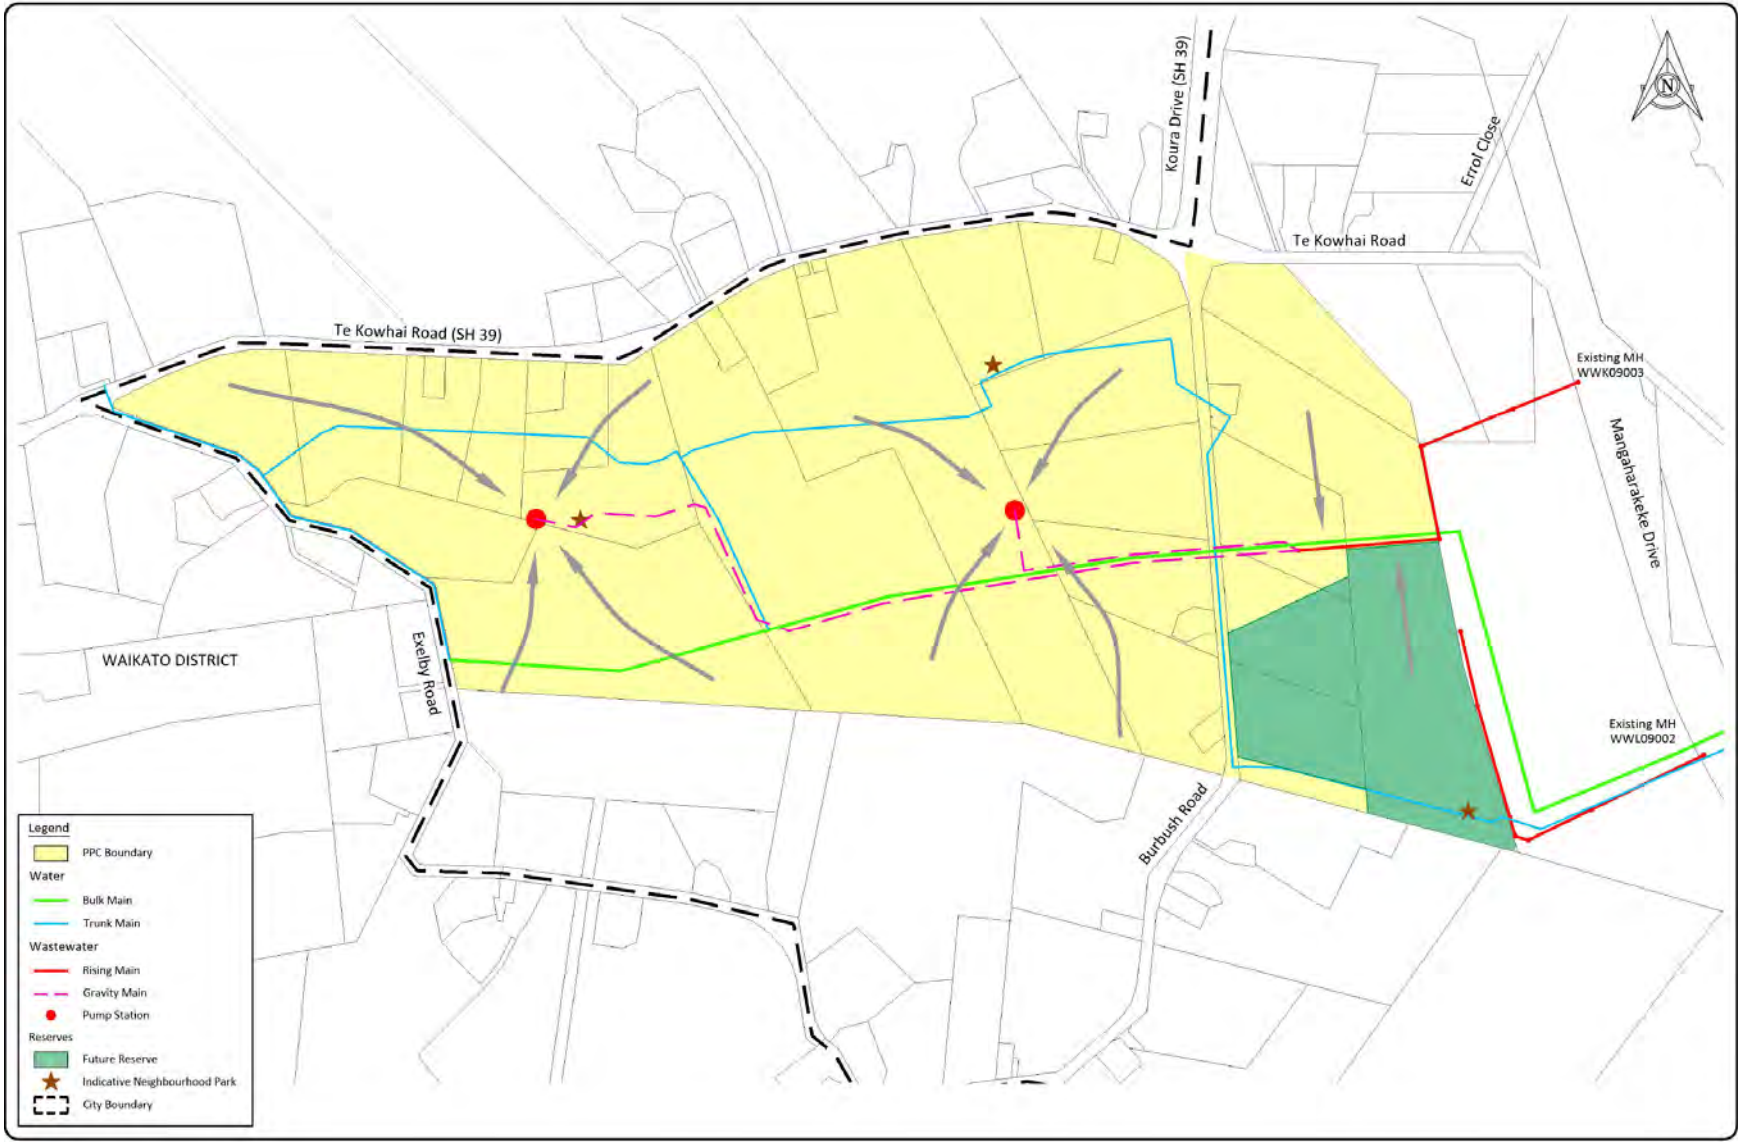 Koura Drive (SH 39)
N
Errol Close
Te Kowhai Road
Te Kowhai Road (SH 39)
Existing MH
WWK09003
Mangaharakeke Drive
WAIKATO DISTRICT
Exelby Road
Existing MH
WWL09002
Burbush Road
Legend
PPC Boundary
Water
Bulk Main
Trunk Main
Wastewater
Rising Main
Gravity Main
Pump Station
Reserves
Future Reserve
Indicative Neighbourhood Park
City Boundary